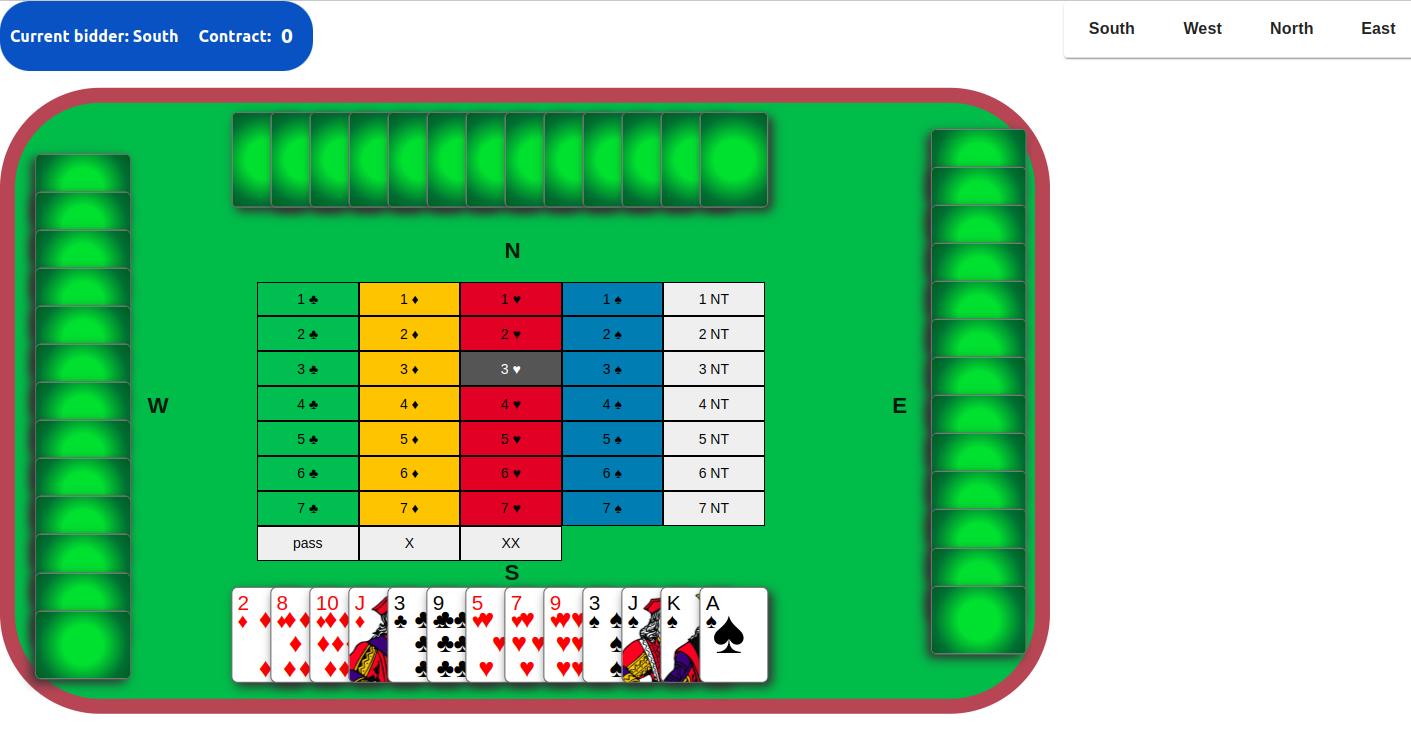 Current bidder: South Contract: 0
South West North East
N
1 ♣ 1 ♦ 1 ♥ 1 ♠ 1 NT
2 ♣ 2 ♦ 2 ♥ 2 ♠ 2 NT
3 ♣ 3 ♦ 3 ♥ 3 ♠ 3 NT
W E
4 ♣ 4 ♦ 4 ♥ 4 ♠ 4 NT
5 ♣ 5 ♦ 5 ♥ 5 ♠ 5 NT
6 ♣ 6 ♦ 6 ♥ 6 ♠ 6 NT
7 ♣ 7 ♦ 7 ♥ 7 ♠ 7 NT
pass X XX
S
2 8 10 J 3 9 5 7 9 3 J K A
♦ ♦ ♦ ♦ ♣ ♣ ♥ ♥ ♥ ♠ ♠ ♠ ♠